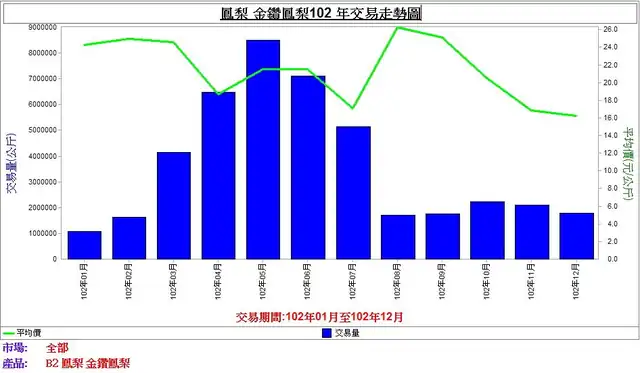 鳳梨 金鑽鳳梨102 年交易走勢圖
交易量(公斤)
9000000
8000000
7000000
6000000
5000000
4000000
3000000
2000000
1000000
0
平均價(元/公斤)
26.0
24.0
22.0
20.0
18.0
16.0
14.0
12.0
10.0
8.0
6.0
4.0
2.0
0.0
102年01月
102年02月
102年03月
102年04月
102年05月
102年06月
102年07月
102年08月
102年09月
102年10月
102年11月
102年12月
交易期間:102年01月至102年12月
平均價
交易量
市場: 全部
產品: B2 鳳梨 金鑽鳳梨